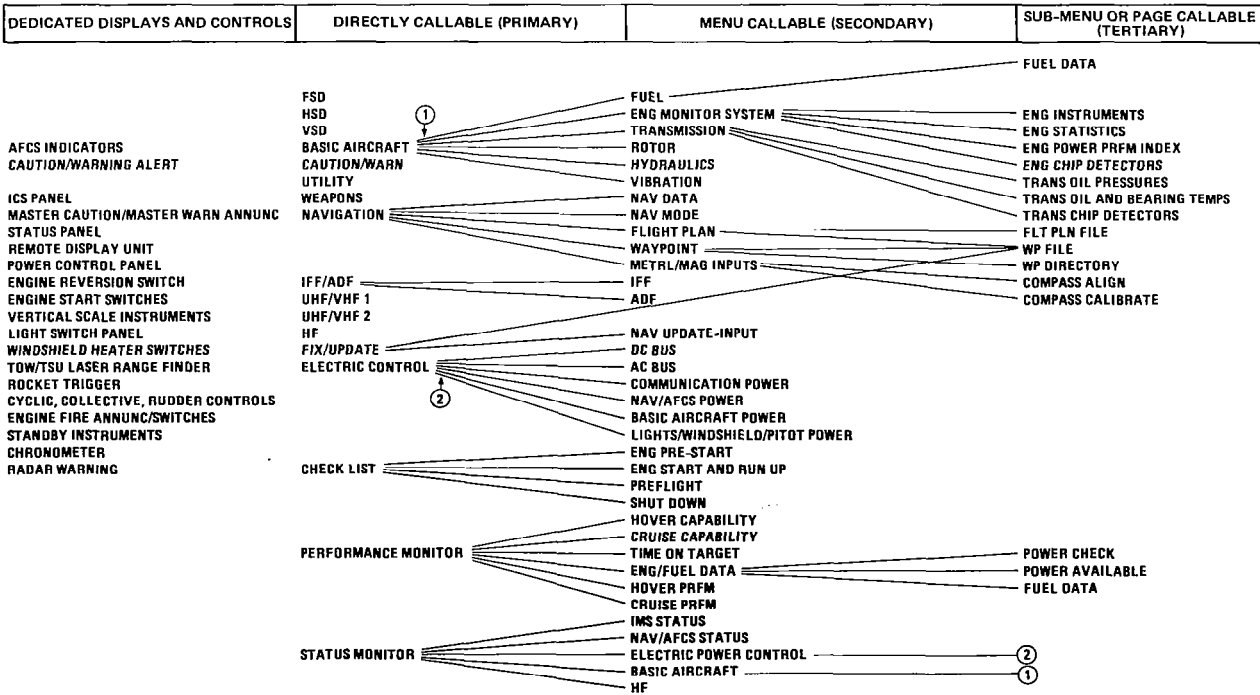 DEDICATED DISPLAYS AND CONTROLS
DIRECTLY CALLABLE (PRIMARY)
MENU CALLABLE (SECONDARY)
SUB-MENU OR PAGE CALLABLE
(TERTIARY)
AFCS INDICATORS
CAUTION/WARNING ALERT
ICS PANEL
MASTER CAUTION/MASTER WARN ANNUNC
STATUS PANEL
REMOTE DISPLAY UNIT
POWER CONTROL PANEL
ENGINE REVERSION SWITCH
ENGINE START SWITCHES
VERTICAL SCALE INSTRUMENTS
LIGHT SWITCH PANEL
WINDSHIELD HEATER SWITCHES
TOW/TSU LASER RANGE FINDER
ROCKET TRIGGER
CYCLIC, COLLECTIVE, RUDDER CONTROLS
ENGINE FIRE ANNUNC/SWITCHES
STANDBY INSTRUMENTS
CHRONOMETER
RADAR WARNING
FSD
HSD
VSD
1
BASIC AIRCRAFT
CAUTION/WARN
UTILITY
WEAPONS
NAVIGATION
IFF/ADF
UHF/VHF 1
UHF/VHF 2
HF
FIX/UPDATE
ELECTRIC CONTROL
2
CHECK LIST
PERFORMANCE MONITOR
STATUS MONITOR
FUEL
ENG MONITOR SYSTEM
TRANSMISSION
ROTOR
HYDRAULICS
VIBRATION
NAV DATA
NAV MODE
FLIGHT PLAN
WAYPOINT
METRL/MAG INPUTS
IFF
ADF
NAV UPDATE-INPUT
DC BUS
AC BUS
COMMUNICATION POWER
NAV/AFCS POWER
BASIC AIRCRAFT POWER
LIGHTS/WINDSHIELD/PITOT POWER
ENG PRE-START
ENG START AND RUN UP
PREFLIGHT
SHUT DOWN
HOVER CAPABILITY
CRUISE CAPABILITY
TIME ON TARGET
ENG/FUEL DATA
HOVER PRFM
CRUISE PRFM
IMS STATUS
NAV/AFCS STATUS
ELECTRIC POWER CONTROL
BASIC AIRCRAFT
HF
FUEL DATA
ENG INSTRUMENTS
ENG STATISTICS
ENG POWER PRFM INDEX
ENG CHIP DETECTORS
TRANS OIL PRESSURES
TRANS OIL AND BEARING TEMPS
TRANS CHIP DETECTORS
FLT PLN FILE
WP FILE
WP DIRECTORY
COMPASS ALIGN
COMPASS CALIBRATE
POWER CHECK
POWER AVAILABLE
FUEL DATA
2
1